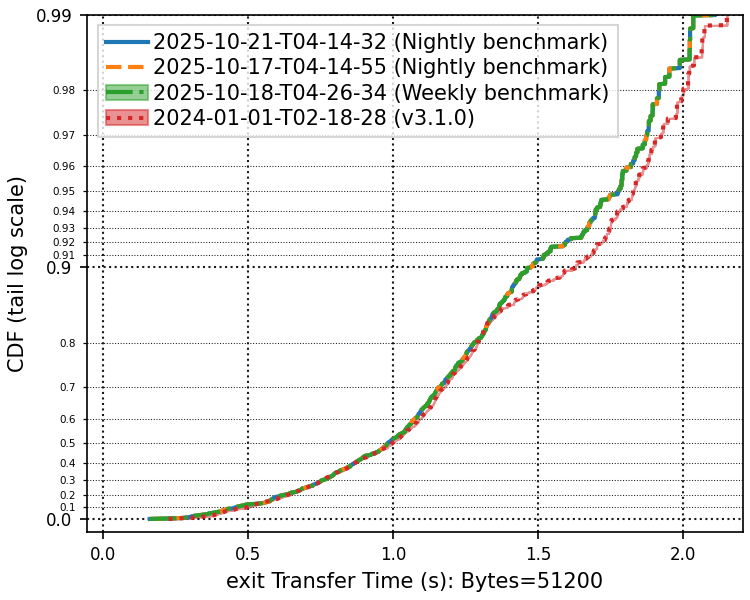 0.99
2025-10-21-T04-14-32 (Nightly benchmark)
2025-10-17-T04-14-55 (Nightly benchmark)
2025-10-18-T04-26-34 (Weekly benchmark)
2024-01-01-T02-18-28 (v3.1.0)
0.98
0.97
0.96
0.95
0.94
0.93
0.92
0.91
0.9
0.8
0.7
0.6
0.5
0.4
0.3
0.2
0.1
0.0
CDF (tail log scale)
0.0 0.5 1.0 1.5 2.0
exit Transfer Time (s): Bytes=51200